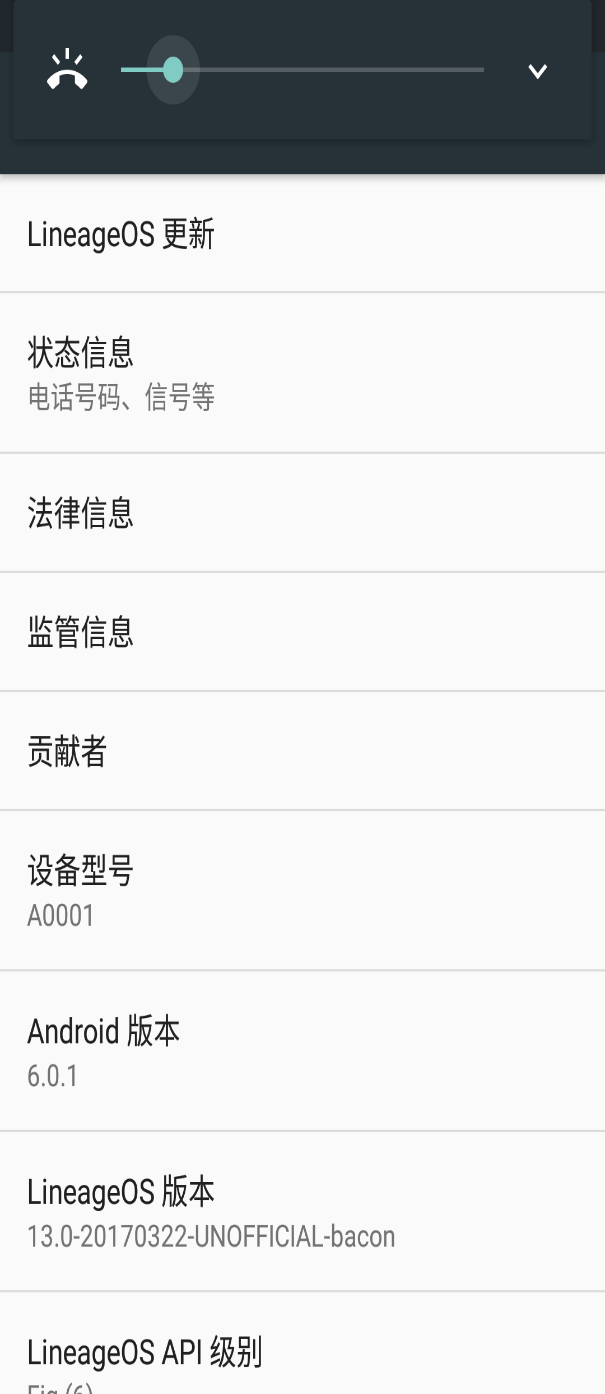 LineageOS 更新
状态信息
电话号码、信号等
法律信息
监管信息
贡献者
设备型号
A0001
Android 版本
6.0.1
LineageOS 版本
13.0-20170322-UNOFFICIAL-bacon
LineageOS API 级别
Fig (6)